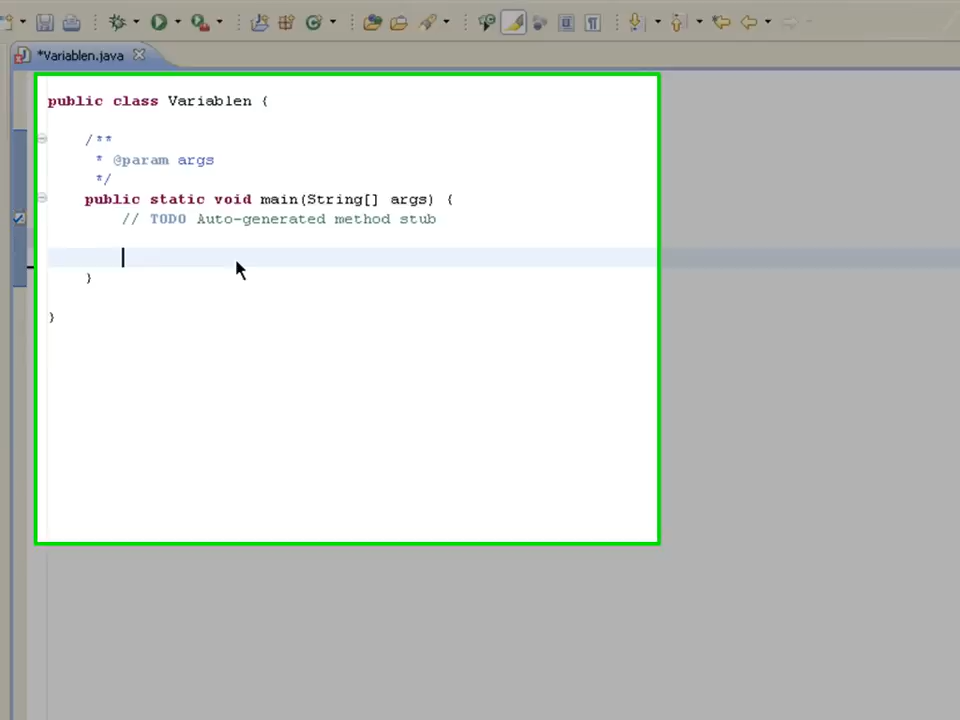 *Variablen.java
public class Variablen {
/**
* @param args
*/
public static void main(String[] args) {
// TODO Auto-generated method stub
}
}